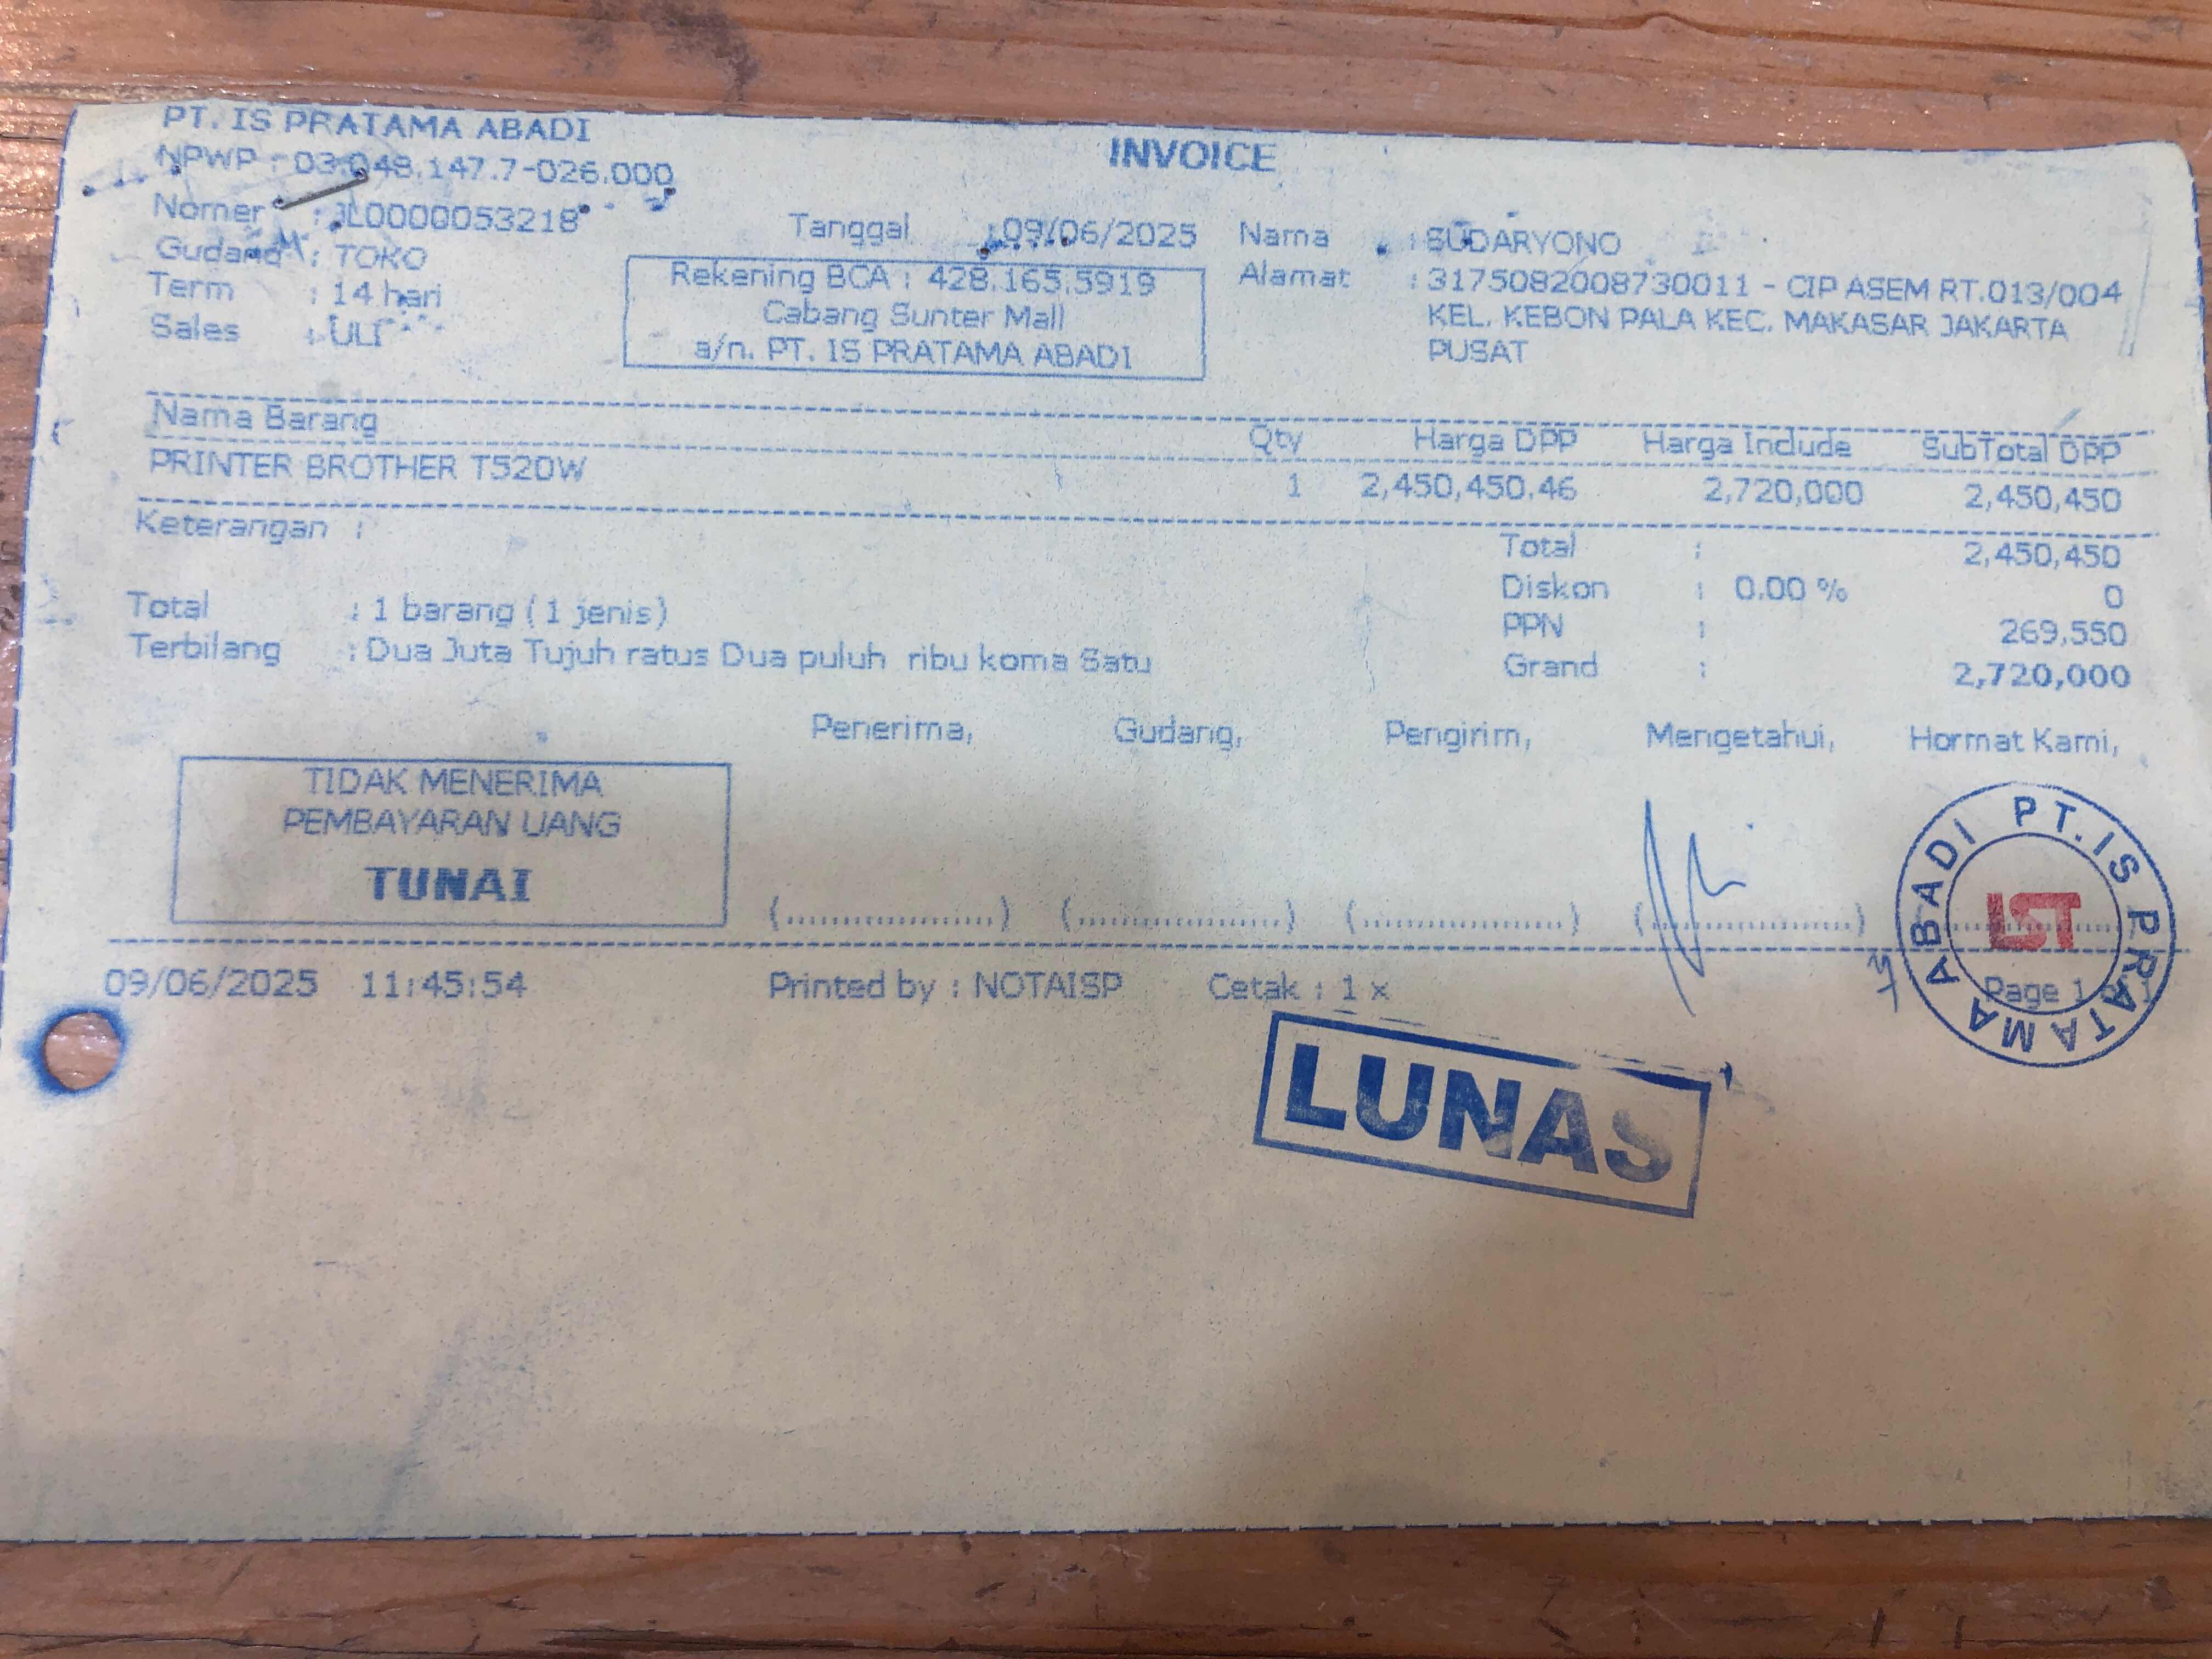 PT. IS PRATAMA ABADI
INVOICE
NPWP : 03.048.147.7-026.000
Nomer : JL0000053218
Tanggal : 09/06/2025
Nama : SUDARYONO
Gudang : TOKO
Term : 14 hari
Sales : ULI
Rekening BCA : 428.165.5919
Cabang Sunter Mall
a/n. PT. IS PRATAMA ABADI
Alamat : 3175082008730011 - CIP ASEM RT.013/004
KEL. KEBON PALA KEC. MAKASAR JAKARTA
PUSAT
Nama Barang Qty Harga DPP Harga Include SubTotal DPP
PRINTER BROTHER T520W 1 2,450,450.46 2,720,000 2,450,450
Keterangan :
Total : 2,450,450
Diskon : 0.00 % 0
PPN : 269,550
Grand : 2,720,000
Total : 1 barang ( 1 jenis)
Terbilang : Dua Juta Tujuh ratus Dua puluh ribu koma Satu
Penerima, Gudang, Pengirim, Mengetahui, Hormat Kami,
TIDAK MENERIMA
PEMBAYARAN UANG
TUNAI
(....................) (....................) (....................) (....................)
PT. IS PRATAMA ABADI
IST
09/06/2025 11:45:54 Printed by : NOTAISP Cetak : 1 x Page 1 of 1
LUNAS